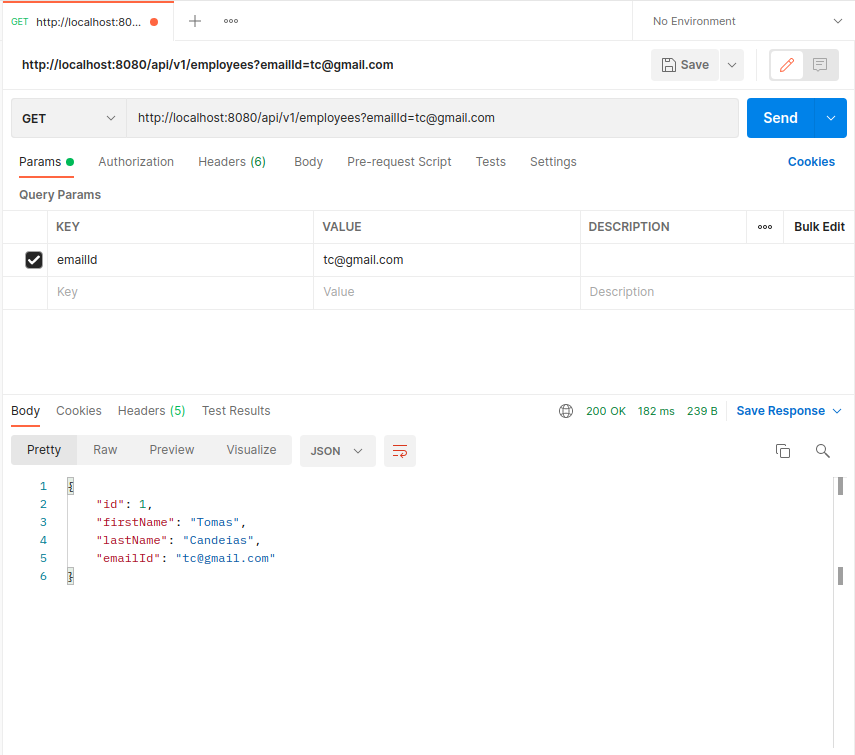 GET http://localhost:80... No Environment
http://localhost:8080/api/v1/employees?emailId=tc@gmail.com Save
GET http://localhost:8080/api/v1/employees?emailId=tc@gmail.com Send
Params Authorization Headers (6) Body Pre-request Script Tests Settings Cookies
Query Params
KEY VALUE DESCRIPTION Bulk Edit
emailId tc@gmail.com
Key Value Description
Body Cookies Headers (5) Test Results 200 OK 182 ms 239 B Save Response
Pretty Raw Preview Visualize JSON
1 {
2 "id": 1,
3 "firstName": "Tomas",
4 "lastName": "Candeias",
5 "emailId": "tc@gmail.com"
6 }